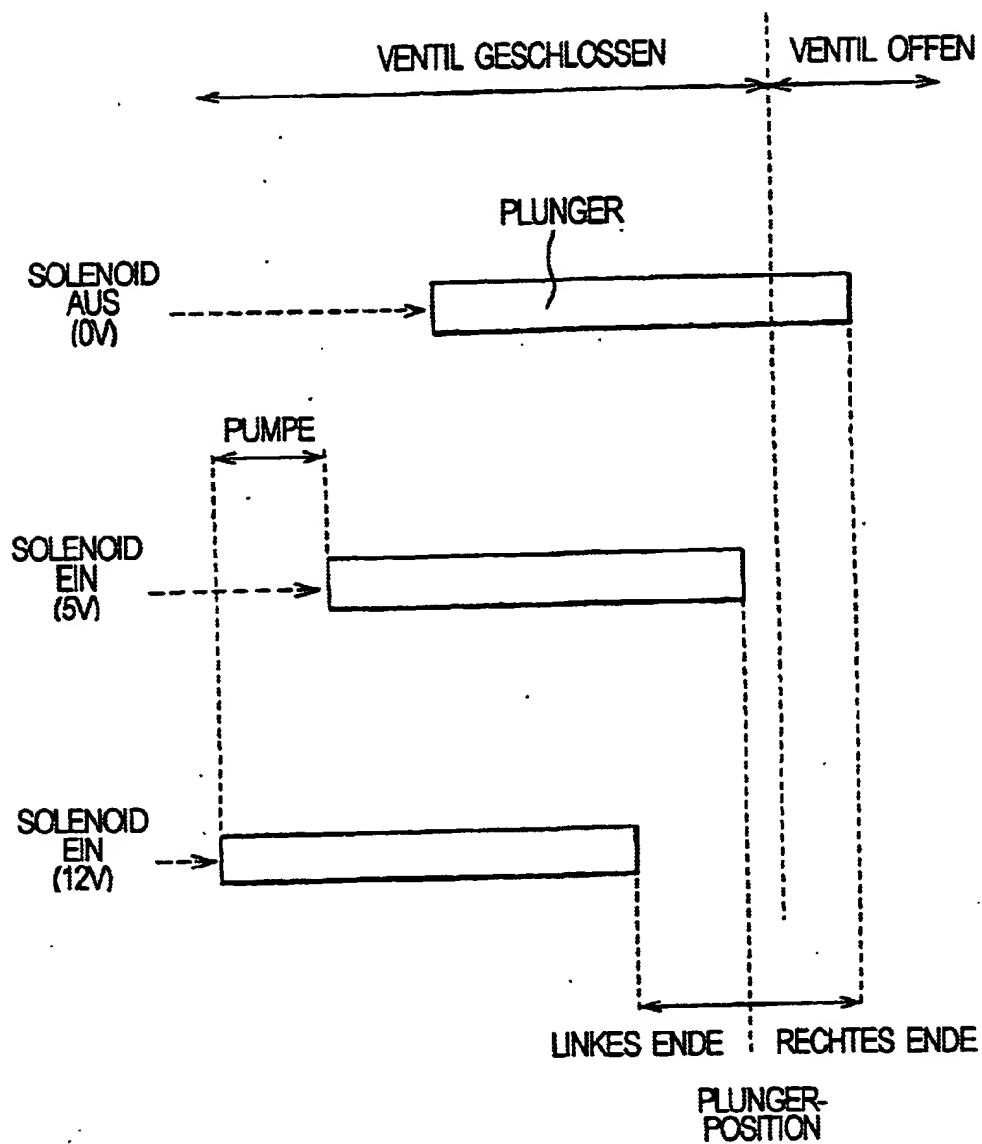 VENTIL GESCHLOSSEN
VENTIL OFFEN
PLUNGER
SOLENOID
AUS
(0V)
PUMPE
SOLENOID
EIN
(5V)
SOLENOID
EIN
(12V)
LINKES ENDE
RECHTES ENDE
PLUNGER-
POSITION